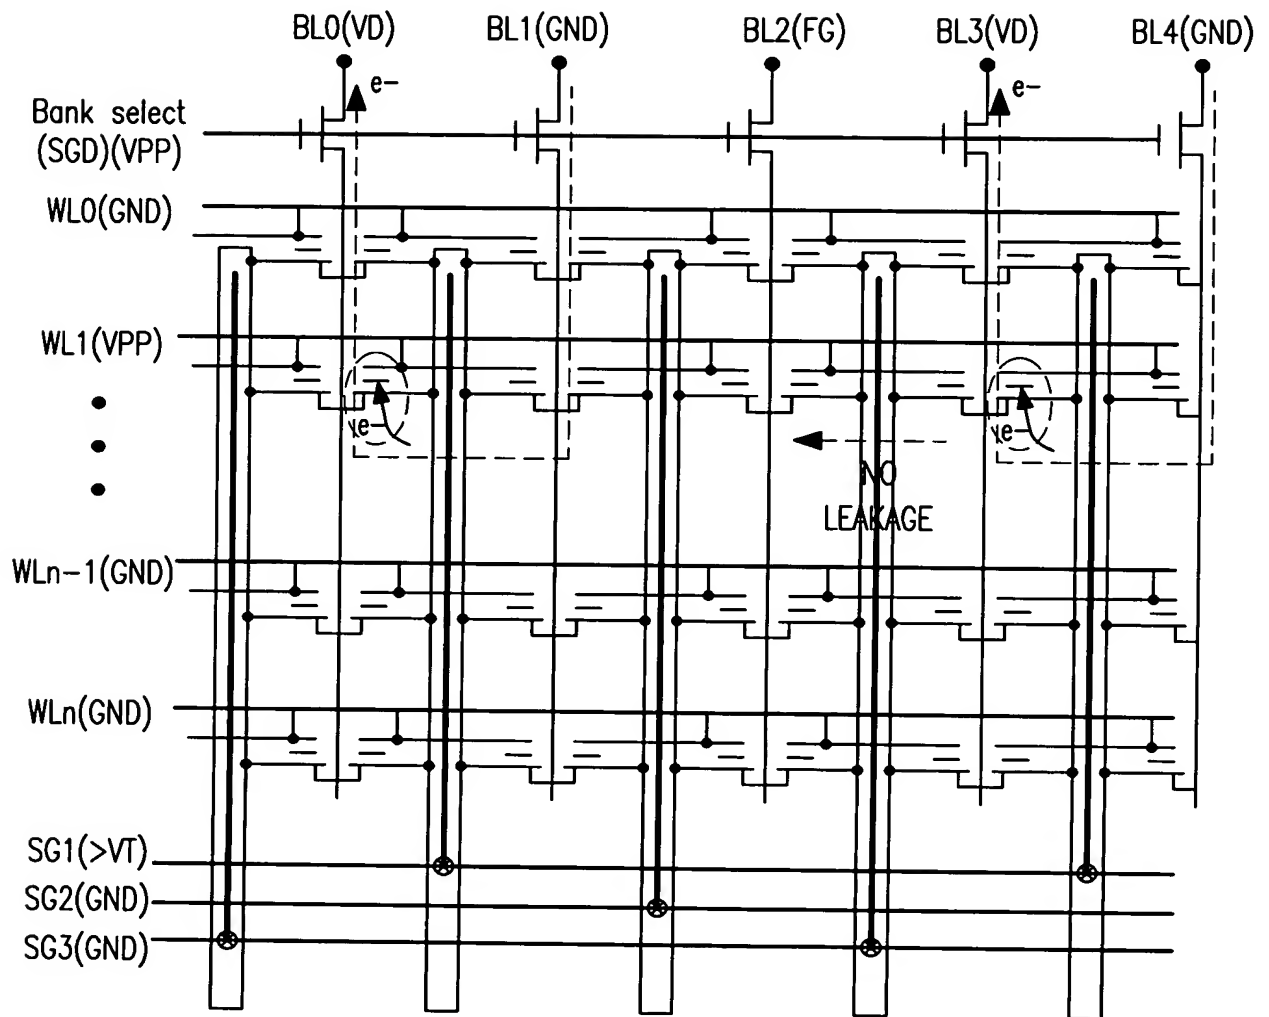 BL0(VD)
BL1(GND)
BL2(FG)
BL3(VD)
BL4(GND)
e-
e-
Bank select
(SGD)(VPP)
WL0(GND)
WL1(VPP)
e-
e-
NO
LEAKAGE
WLn-1(GND)
WLn(GND)
SG1(>VT)
SG2(GND)
SG3(GND)